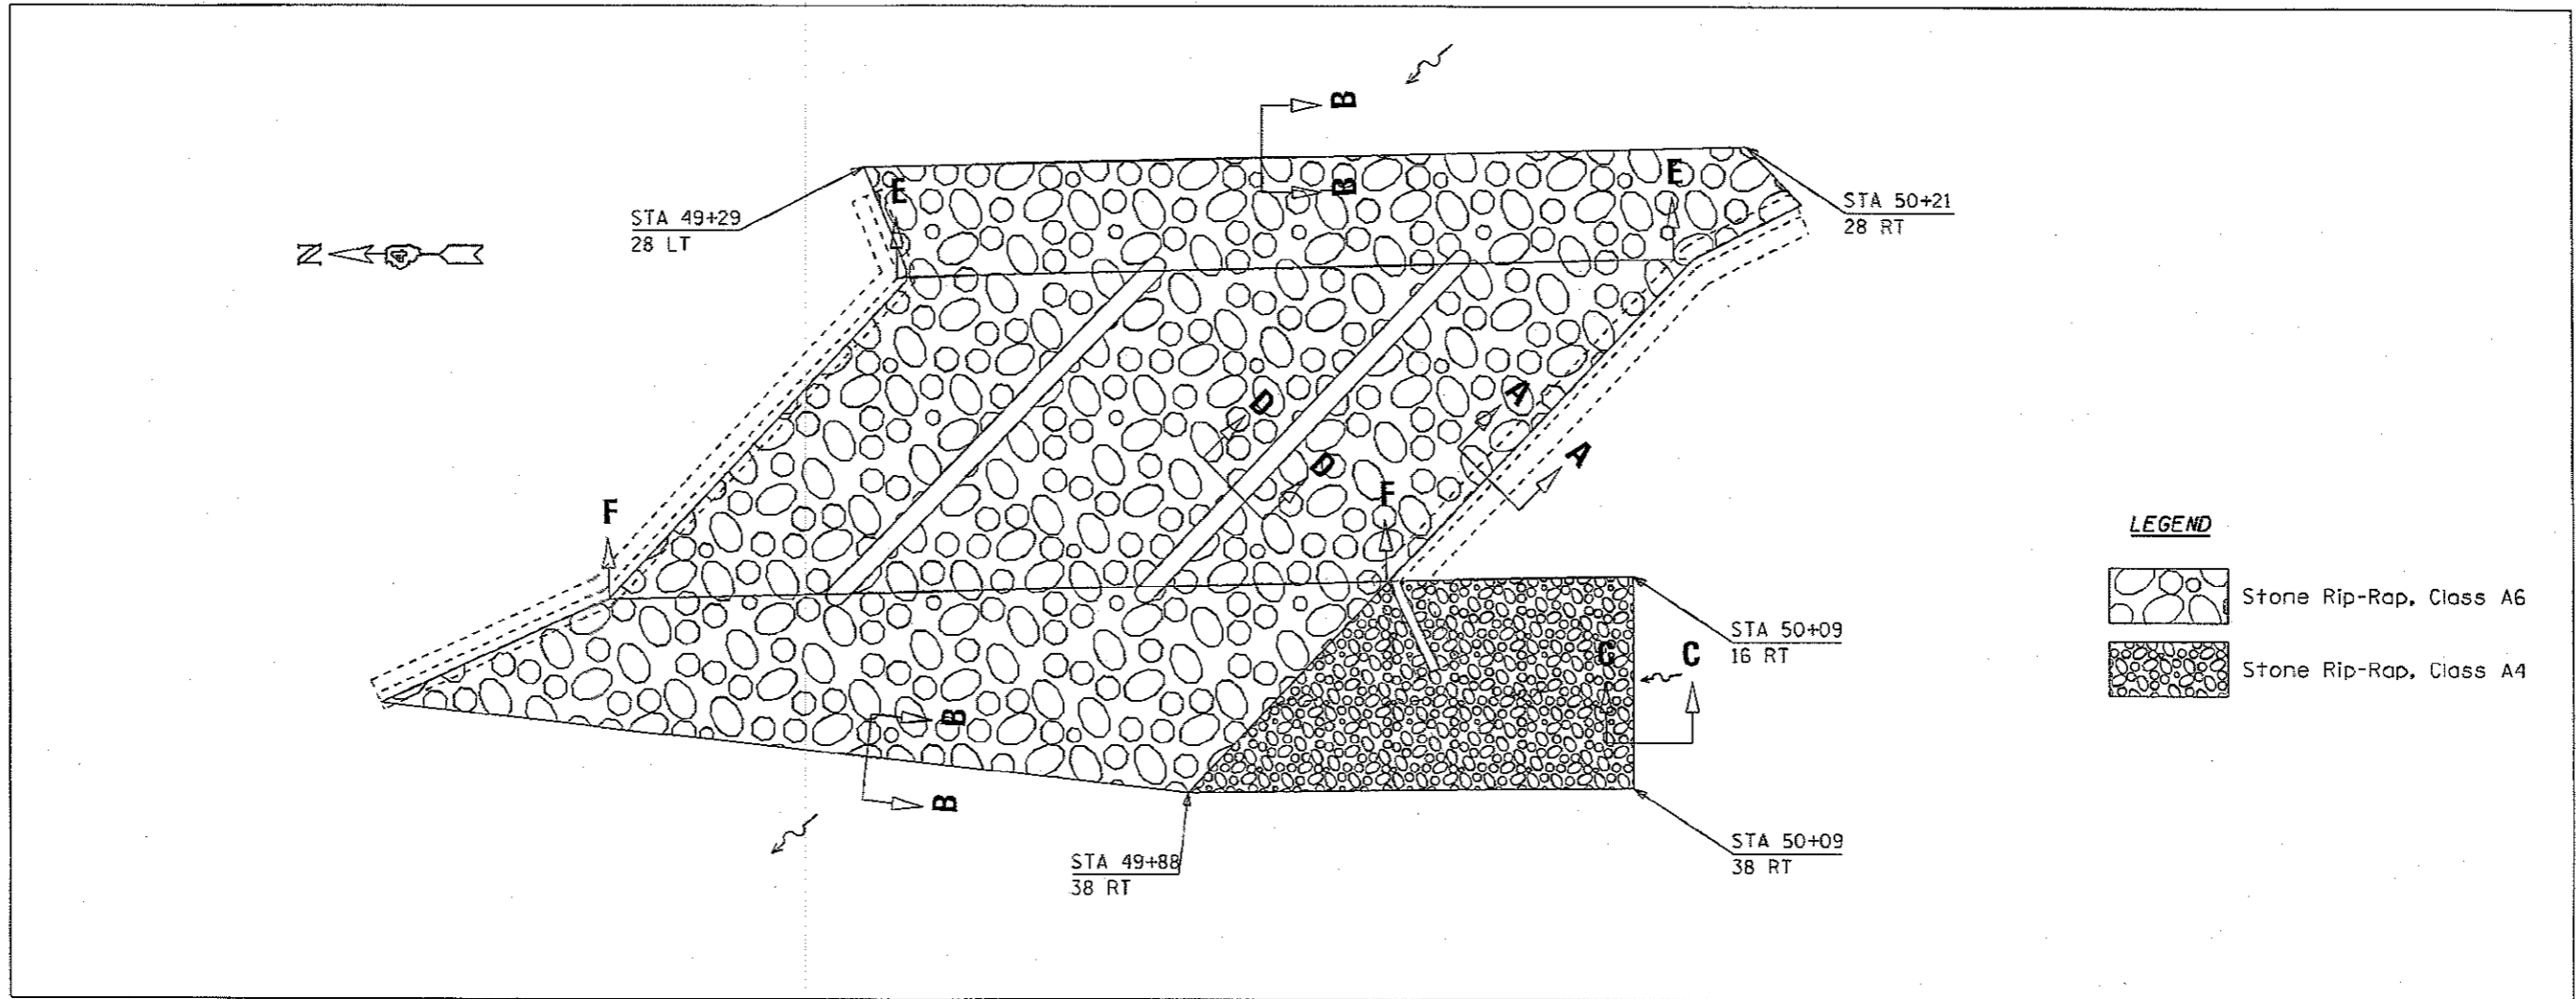 B
B
E
E
STA 49+29
28 LT
STA 50+21
28 RT
N
D
D
A
A
F
F
LEGEND
Stone Rip-Rap, Class A6
Stone Rip-Rap, Class A4
STA 50+09
16 RT
C
C
B
B
STA 49+88
38 RT
STA 50+09
38 RT